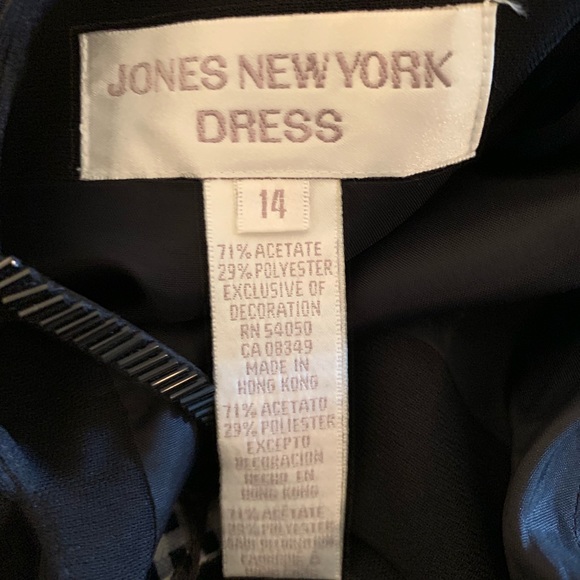 JONES NEW YORK
DRESS
14
71% ACETATE
29% POLYESTER
EXCLUSIVE OF
DECORATION
RN 54050
CA 08349
MADE IN
HONG KONG
71% ACETATO
29% POLIESTER
EXCEPTO
DECORACION
HECHO EN
HONG KONG
71% ACETATE